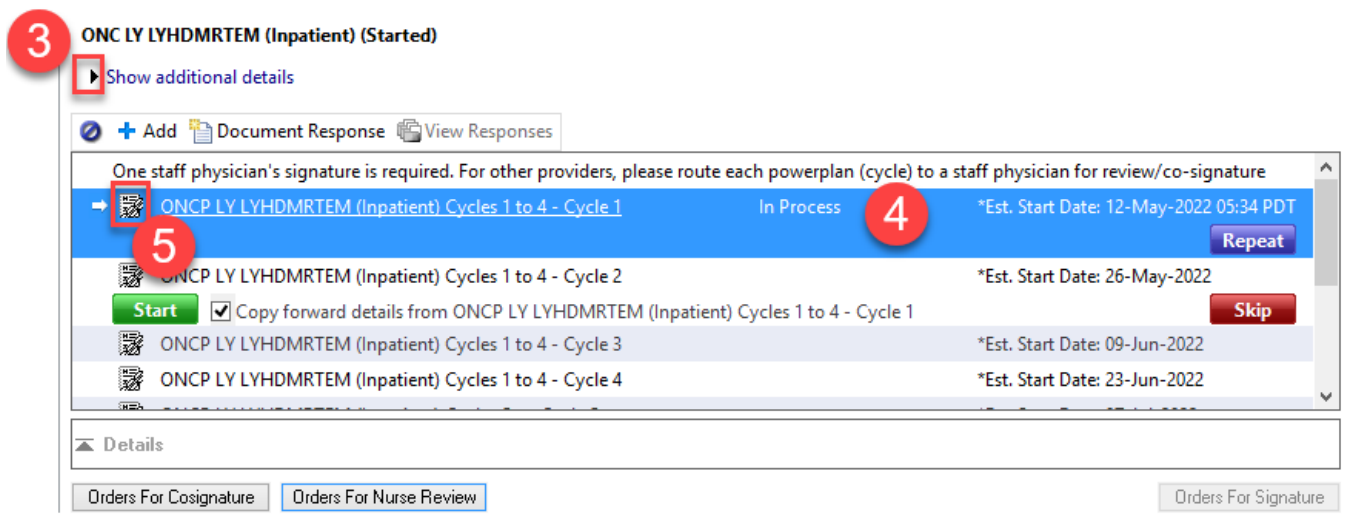 3
ONC LY LYHDMRTEM (Inpatient) (Started)
Show additional details
Add Document Response View Responses
One staff physician's signature is required. For other providers, please route each powerplan (cycle) to a staff physician for review/co-signature
ONCP LY LYHDMRTEM (Inpatient) Cycles 1 to 4 - Cycle 1 In Process 4 *Est. Start Date: 12-May-2022 05:34 PDT
5 Repeat
ONCP LY LYHDMRTEM (Inpatient) Cycles 1 to 4 - Cycle 2 *Est. Start Date: 26-May-2022
Start Copy forward details from ONCP LY LYHDMRTEM (Inpatient) Cycles 1 to 4 - Cycle 1 Skip
ONCP LY LYHDMRTEM (Inpatient) Cycles 1 to 4 - Cycle 3 *Est. Start Date: 09-Jun-2022
ONCP LY LYHDMRTEM (Inpatient) Cycles 1 to 4 - Cycle 4 *Est. Start Date: 23-Jun-2022
Details
Orders For Cosignature Orders For Nurse Review Orders For Signature